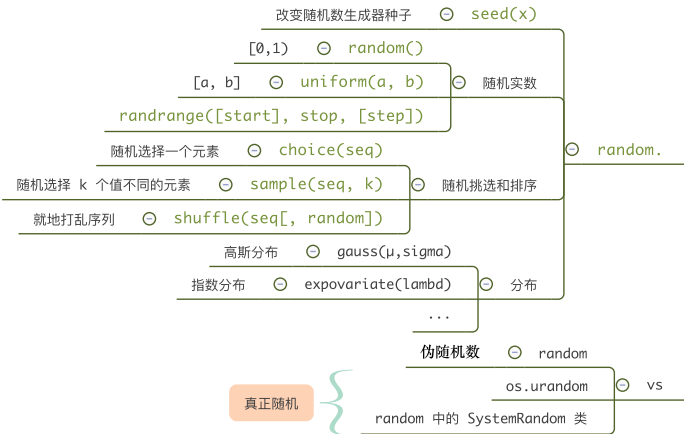 改变随机数生成器种子 seed(x)
[0,1) random()
[a, b] uniform(a, b) 随机实数
randrange([start], stop, [step])
随机选择一个元素 choice(seq) random.
随机选择 k 个值不同的元素 sample(seq, k) 随机挑选和排序
就地打乱序列 shuffle(seq[, random])
高斯分布 gauss(μ,sigma)
指数分布 expovariate(lambd) 分布
...
伪随机数 random
os.urandom vs
真正随机
random 中的 SystemRandom 类